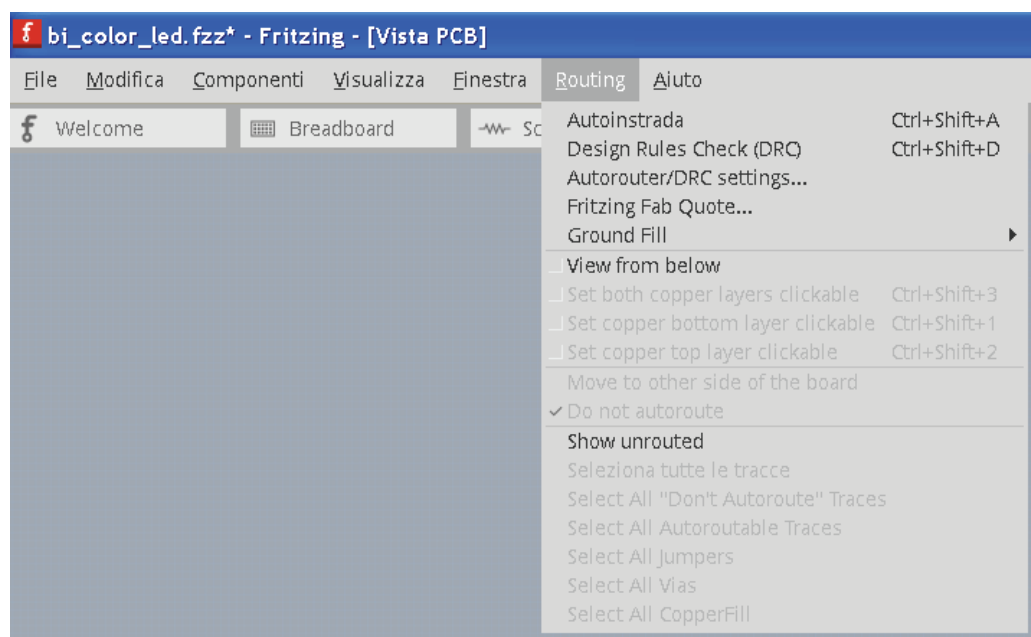 bi_color_led.fzz* - Fritzing - [Vista PCB]
File Modifica Componenti Visualizza Finestra Routing Aiuto
Welcome Breadboard Sc
Autoinstrada Ctrl+Shift+A
Design Rules Check (DRC) Ctrl+Shift+D
Autorouter/DRC settings...
Fritzing Fab Quote...
Ground Fill
View from below
Set both copper layers clickable Ctrl+Shift+3
Set copper bottom layer clickable Ctrl+Shift+1
Set copper top layer clickable Ctrl+Shift+2
Move to other side of the board
Do not autoroute
Show unrouted
Seleziona tutte le tracce
Select All "Don't Autoroute" Traces
Select All Autoroutable Traces
Select All Jumpers
Select All Vias
Select All CopperFill